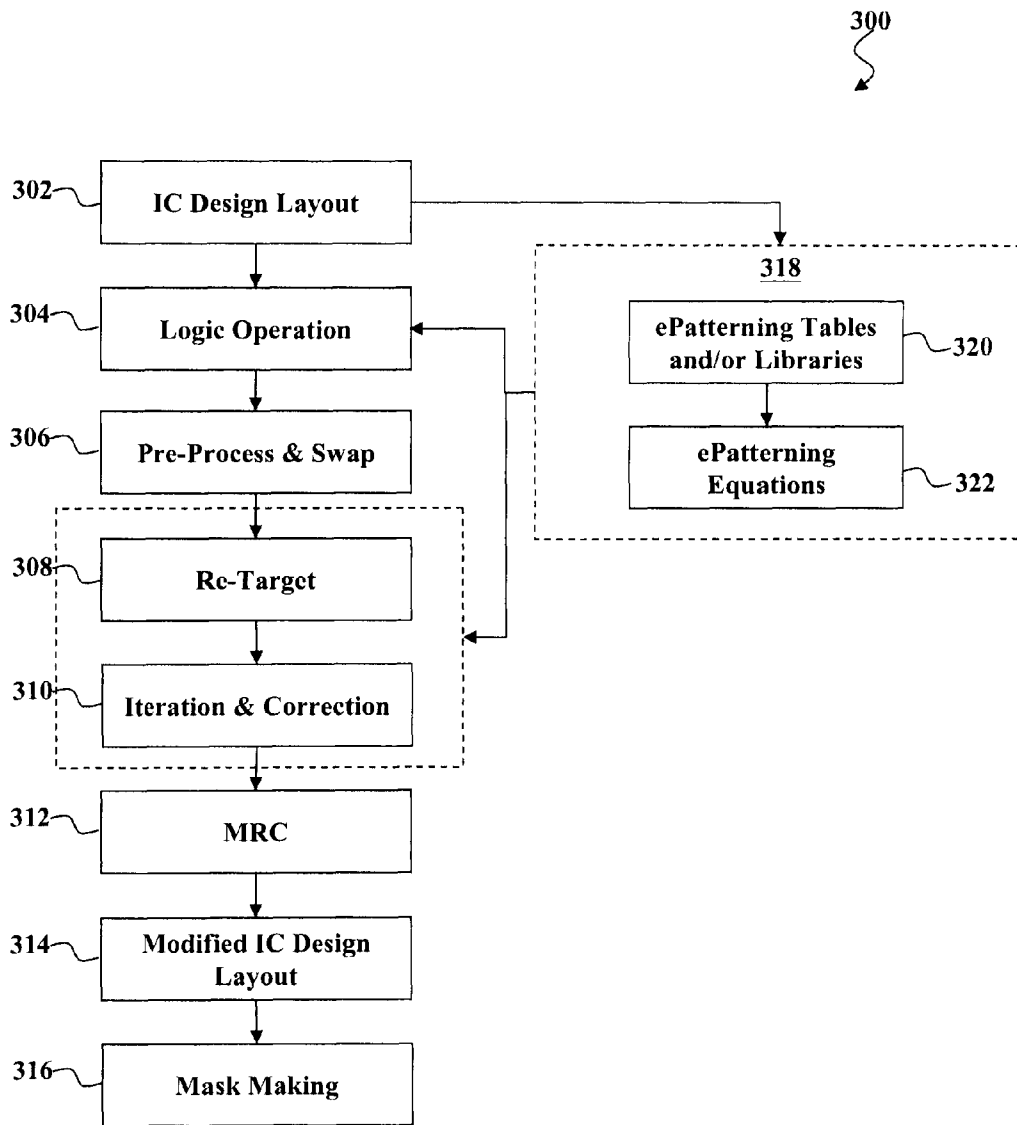 300
302
IC Design Layout
318
304
Logic Operation
ePatterning Tables
and/or Libraries
320
306
Pre-Process & Swap
ePatterning
Equations
322
308
Re-Target
310
Iteration & Correction
312
MRC
314
Modified IC Design
Layout
316
Mask Making